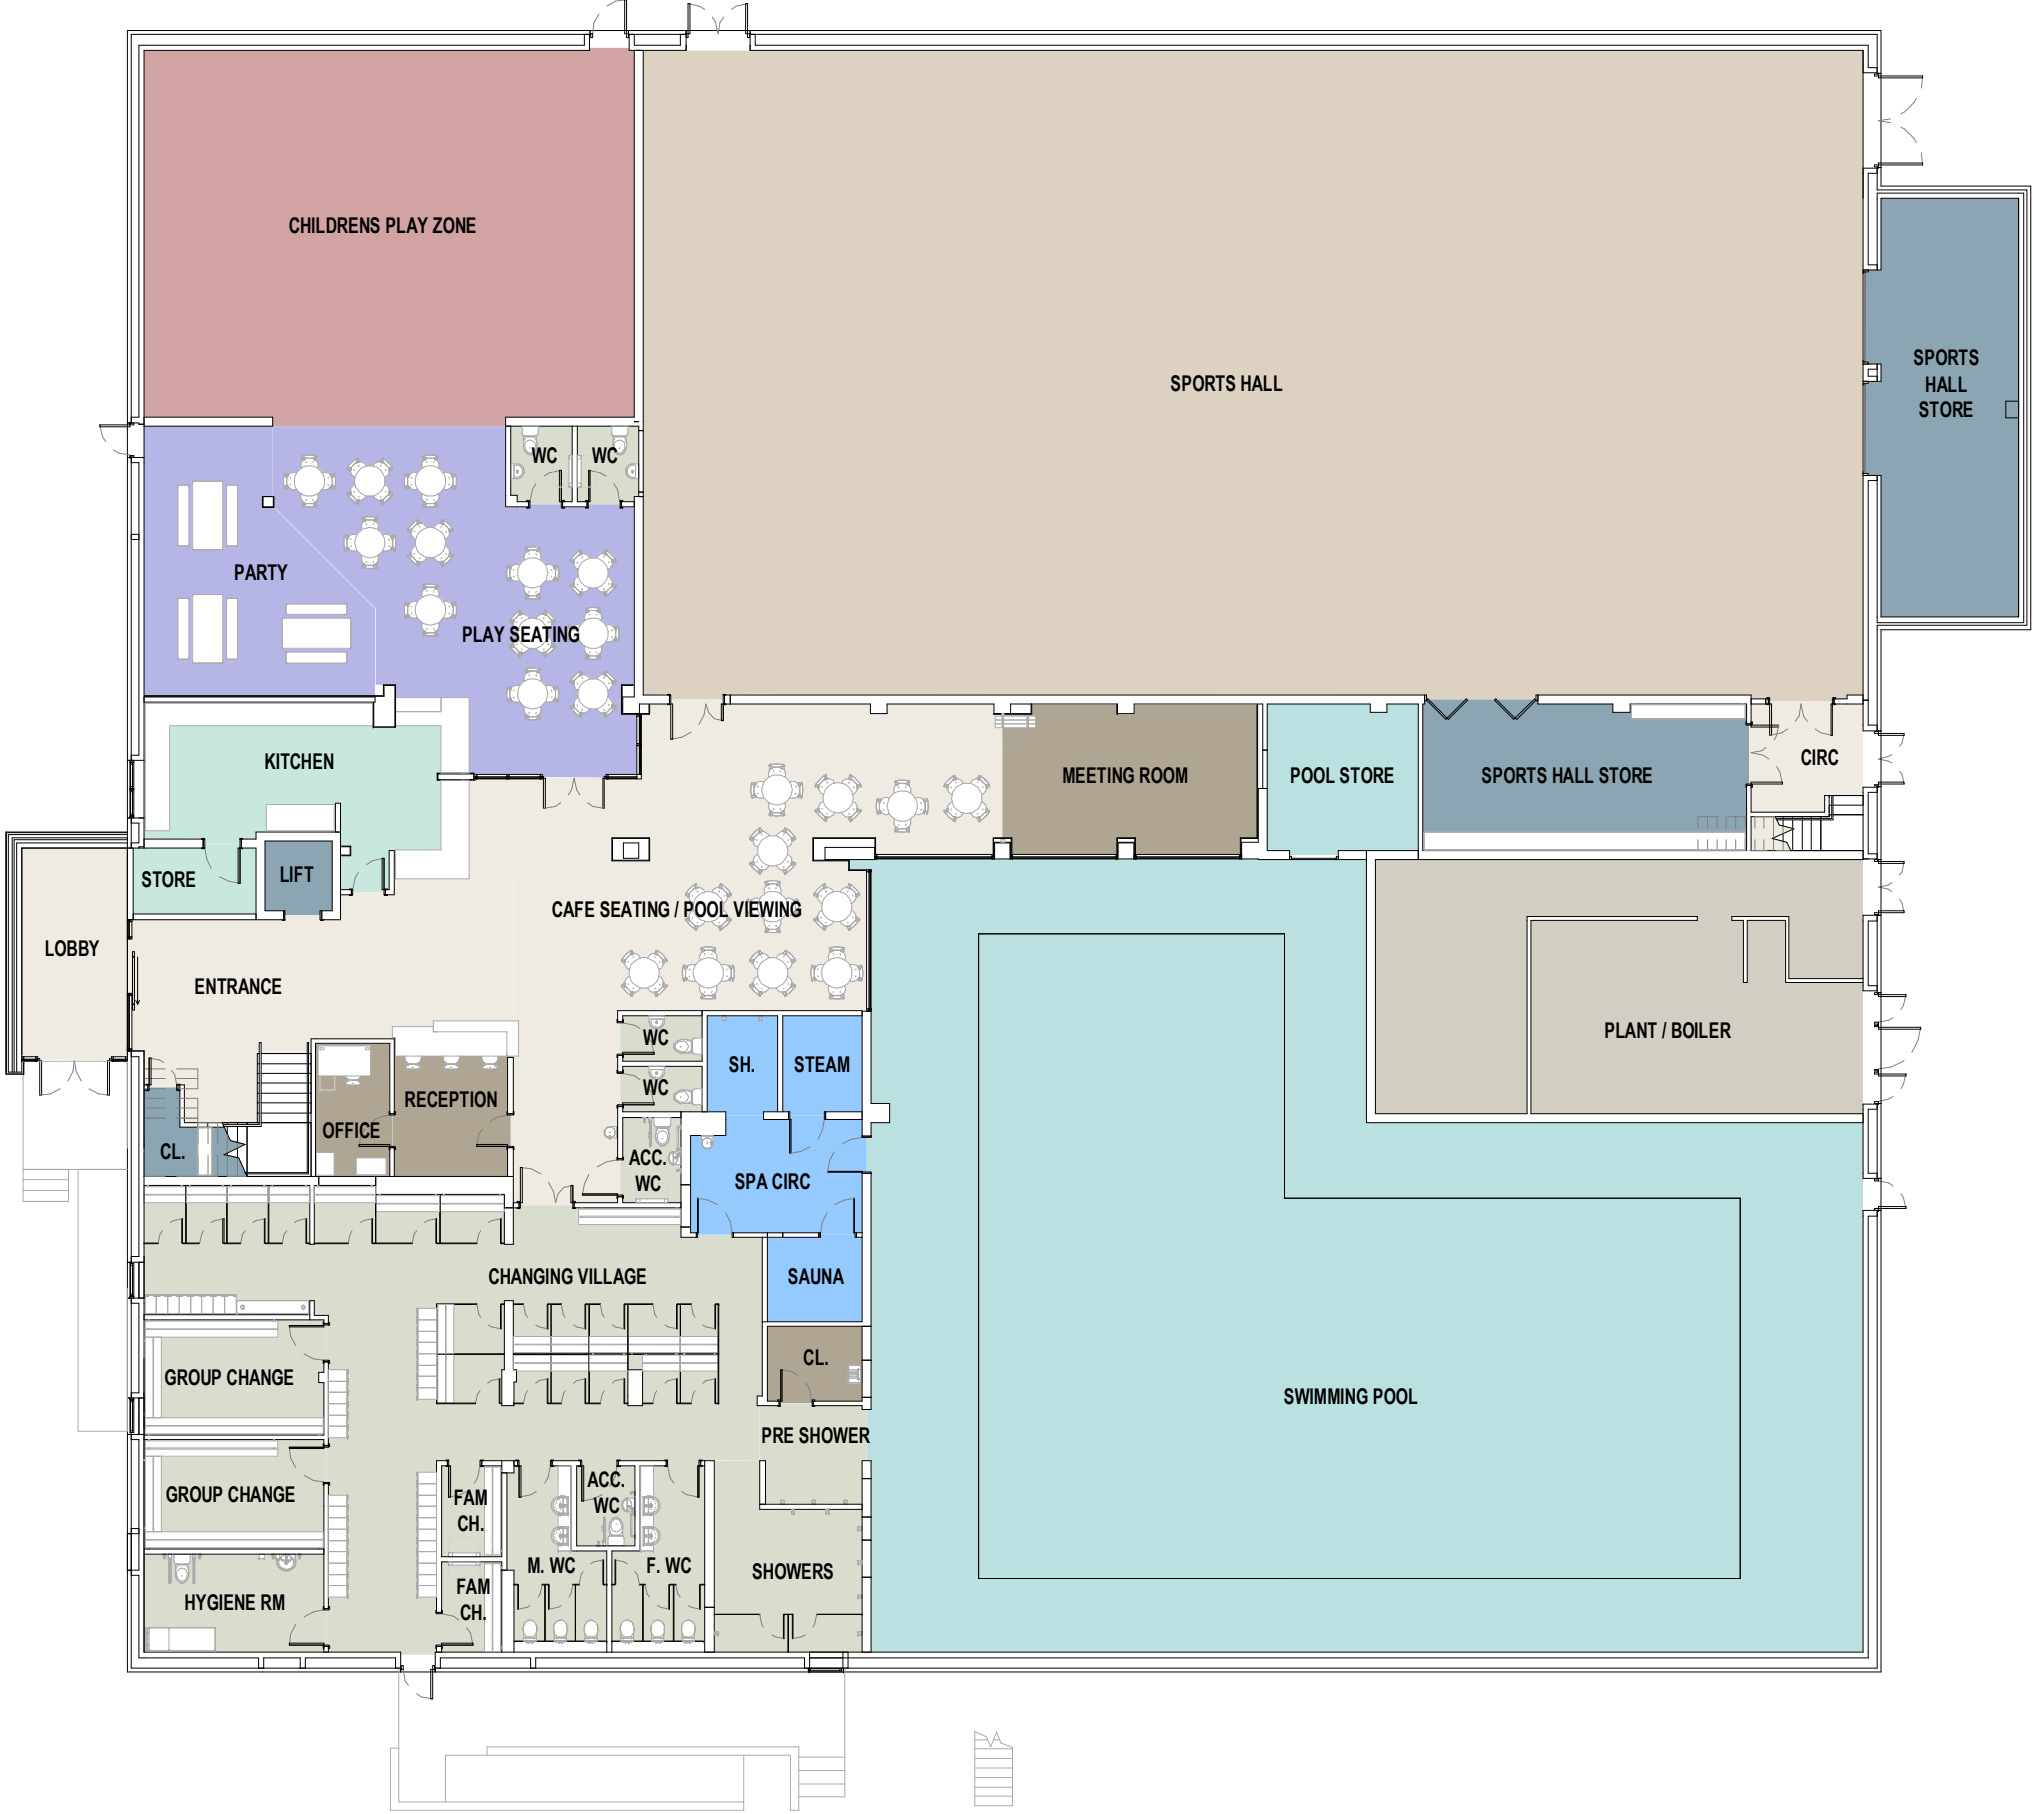 CHILDRENS PLAY ZONE
SPORTS HALL
SPORTS
HALL
STORE
WC
WC
PARTY
PLAY SEATING
KITCHEN
MEETING ROOM
POOL STORE
SPORTS HALL STORE
CIRC
STORE
LIFT
CAFE SEATING / POOL VIEWING
LOBBY
ENTRANCE
PLANT / BOILER
WC
WC
SH.
STEAM
RECEPTION
OFFICE
CL.
ACC.
WC
SPA CIRC
CHANGING VILLAGE
SAUNA
CL.
GROUP CHANGE
SWIMMING POOL
PRE SHOWER
GROUP CHANGE
FAM
CH.
ACC.
WC
M. WC
F. WC
SHOWERS
HYGIENE RM
FAM
CH.